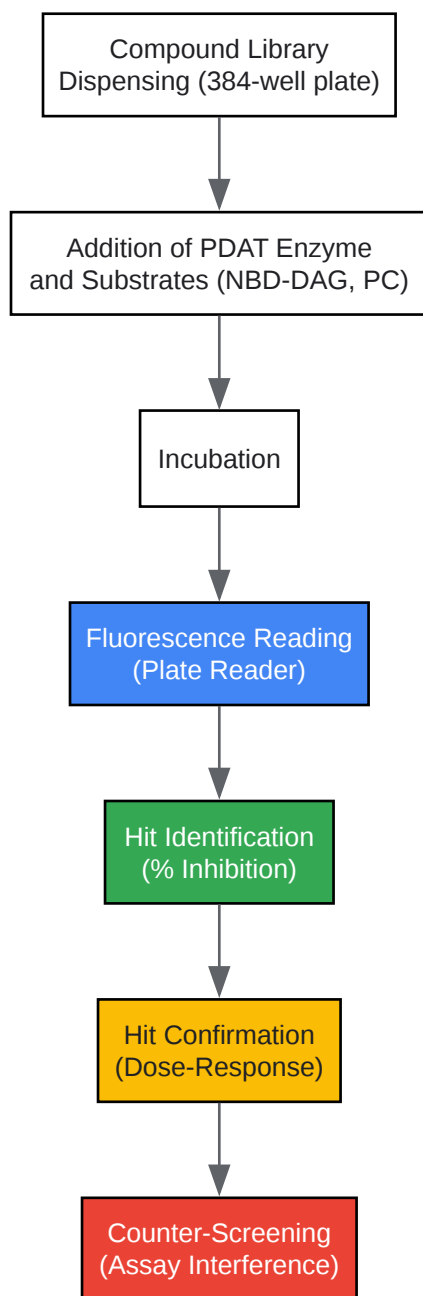 Compound Library
Dispensing (384-well plate)
Addition of PDAT Enzyme
and Substrates (NBD-DAG, PC)
Incubation
Fluorescence Reading
(Plate Reader)
Hit Identification
(% Inhibition)
Hit Confirmation
(Dose-Response)
Counter-Screening
(Assay Interference)